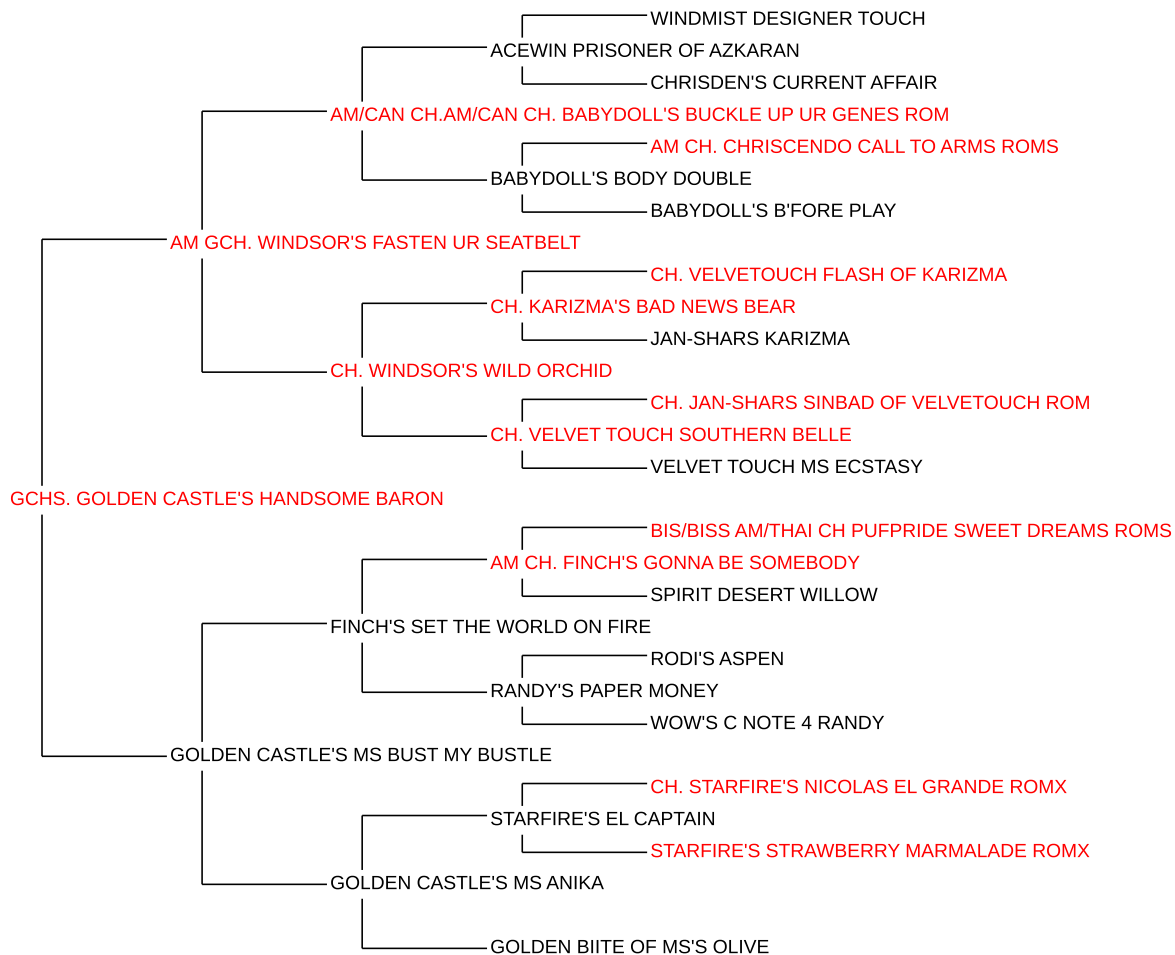 WINDMIST DESIGNER TOUCH
ACEWIN PRISONER OF AZKARAN
CHRISDEN'S CURRENT AFFAIR
AM/CAN CH.AM/CAN CH. BABYDOLL'S BUCKLE UP UR GENES ROM
AM CH. CHRISCENDO CALL TO ARMS ROMS
BABYDOLL'S BODY DOUBLE
BABYDOLL'S B'FORE PLAY
AM GCH. WINDSOR'S FASTEN UR SEATBELT
CH. VELVETOUCH FLASH OF KARIZMA
CH. KARIZMA'S BAD NEWS BEAR
JAN-SHARS KARIZMA
CH. WINDSOR'S WILD ORCHID
CH. JAN-SHARS SINBAD OF VELVETOUCH ROM
CH. VELVET TOUCH SOUTHERN BELLE
VELVET TOUCH MS ECSTASY
GCHS. GOLDEN CASTLE'S HANDSOME BARON
BIS/BISS AM/THAI CH PUFPRIDE SWEET DREAMS ROMS
AM CH. FINCH'S GONNA BE SOMEBODY
SPIRIT DESERT WILLOW
FINCH'S SET THE WORLD ON FIRE
RODI'S ASPEN
RANDY'S PAPER MONEY
WOW'S C NOTE 4 RANDY
GOLDEN CASTLE'S MS BUST MY BUSTLE
CH. STARFIRE'S NICOLAS EL GRANDE ROMX
STARFIRE'S EL CAPTAIN
STARFIRE'S STRAWBERRY MARMALADE ROMX
GOLDEN CASTLE'S MS ANIKA
GOLDEN BIITE OF MS'S OLIVE